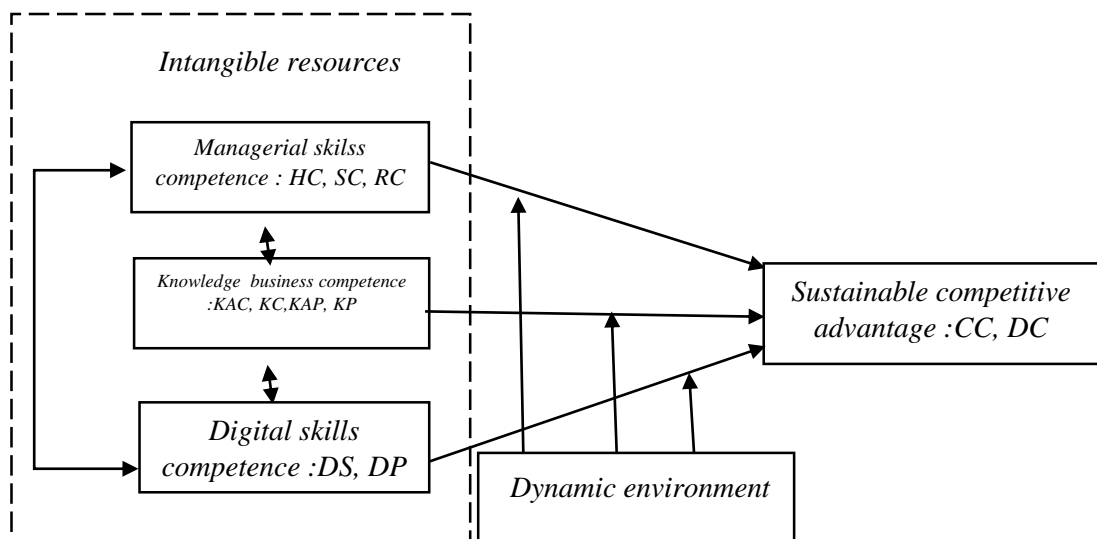 Intangible resources
Managerial skilss
competence : HC, SC, RC
Knowledge  business competence
:KAC, KC,KAP, KP
Digital skills
competence :DS, DP
Sustainable competitive
advantage :CC, DC
Dynamic environment